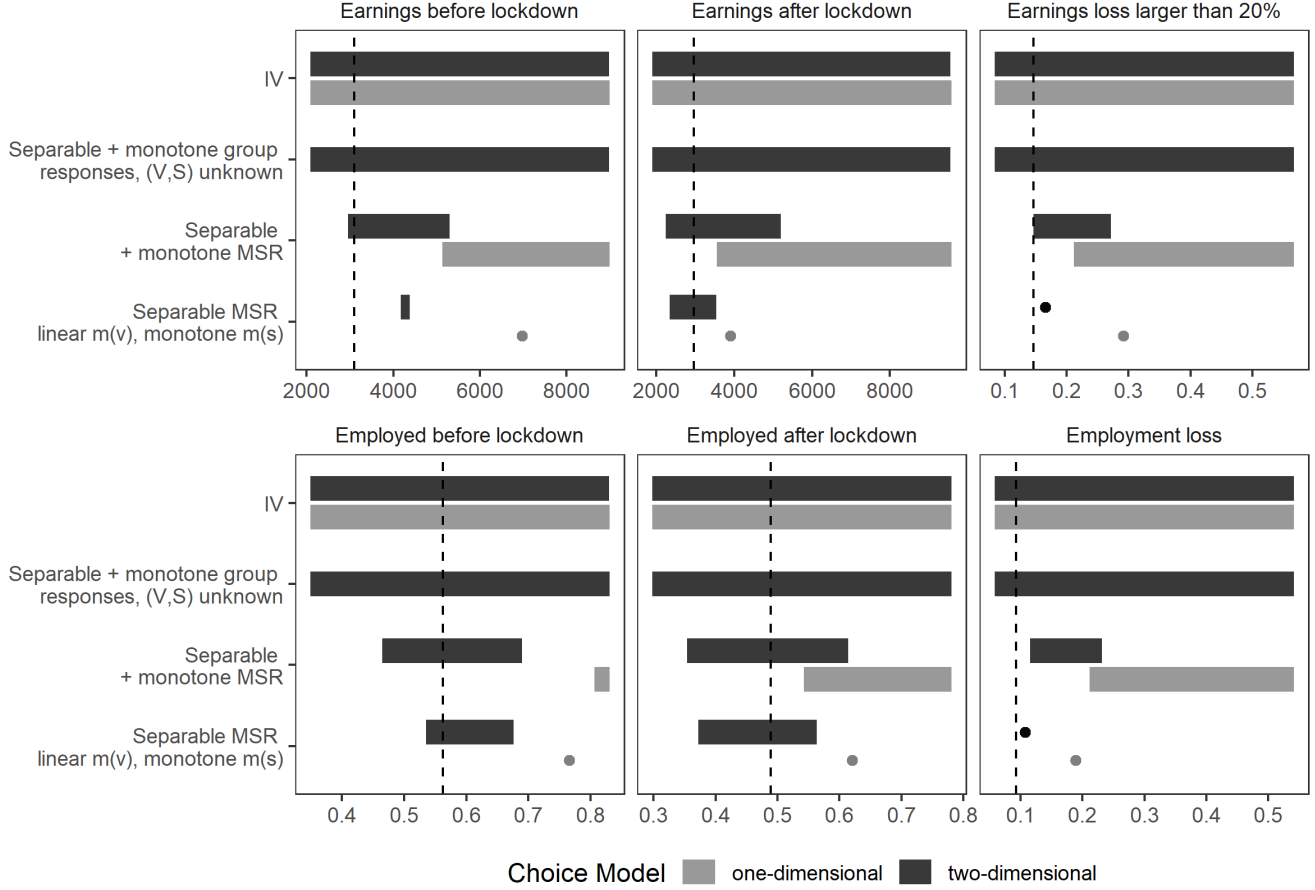 Earnings before lockdown
Earnings after lockdown
Earnings loss larger than 20%
IV
Separable + monotone group
responses, (V,S) unknown
Separable
+ monotone MSR
Separable MSR
linear m(v), monotone m(s)
2000 4000 6000 8000
2000 4000 6000 8000
0.1 0.2 0.3 0.4 0.5
Employed before lockdown
Employed after lockdown
Employment loss
IV
Separable + monotone group
responses, (V,S) unknown
Separable
+ monotone MSR
Separable MSR
linear m(v), monotone m(s)
0.4 0.5 0.6 0.7 0.8
0.3 0.4 0.5 0.6 0.7 0.8
0.1 0.2 0.3 0.4 0.5
Choice Model one-dimensional two-dimensional